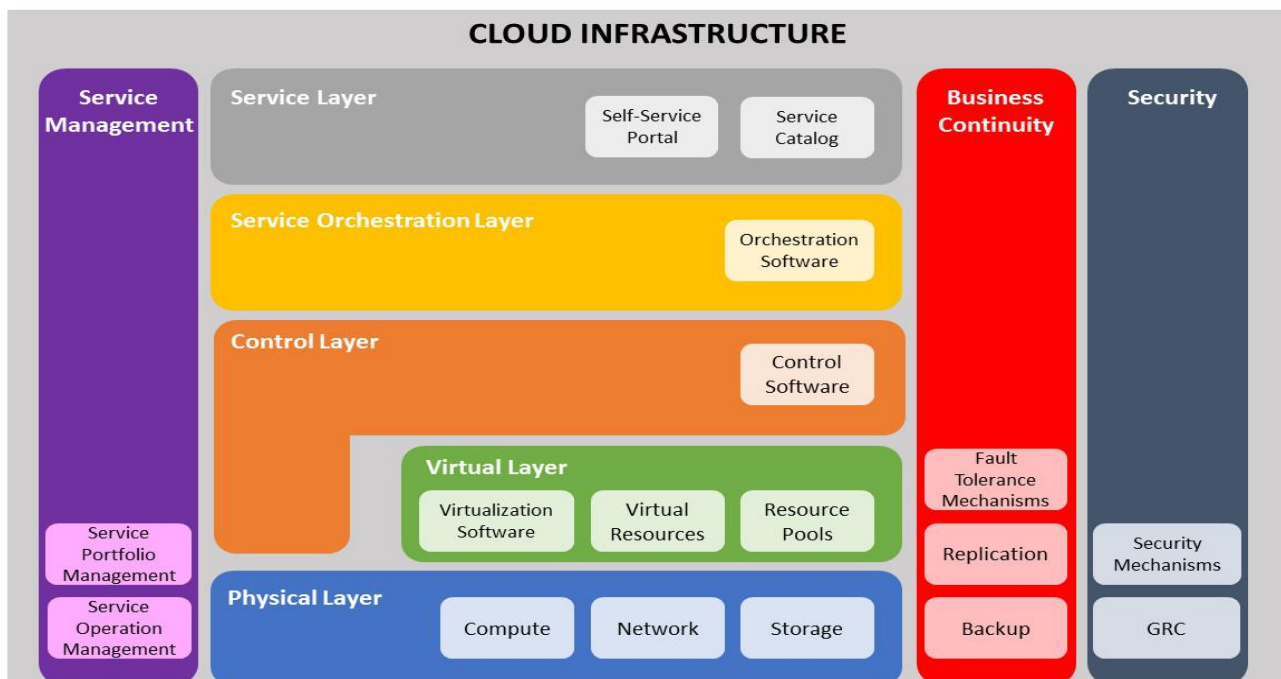 CLOUD INFRASTRUCTURE
Service
Management
Service
Portfolio
Management
Service
Operation
Management
Service Layer
Self-Service
Portal
Service
Catalog
Service Orchestration Layer
Orchestration
Software
Control Layer
Control
Software
Virtual Layer
Virtualization
Software
Virtual
Resources
Resource
Pools
Physical Layer
Compute
Network
Storage
Business
Continuity
Fault
Tolerance
Mechanisms
Replication
Backup
Security
Security
Mechanisms
GRC